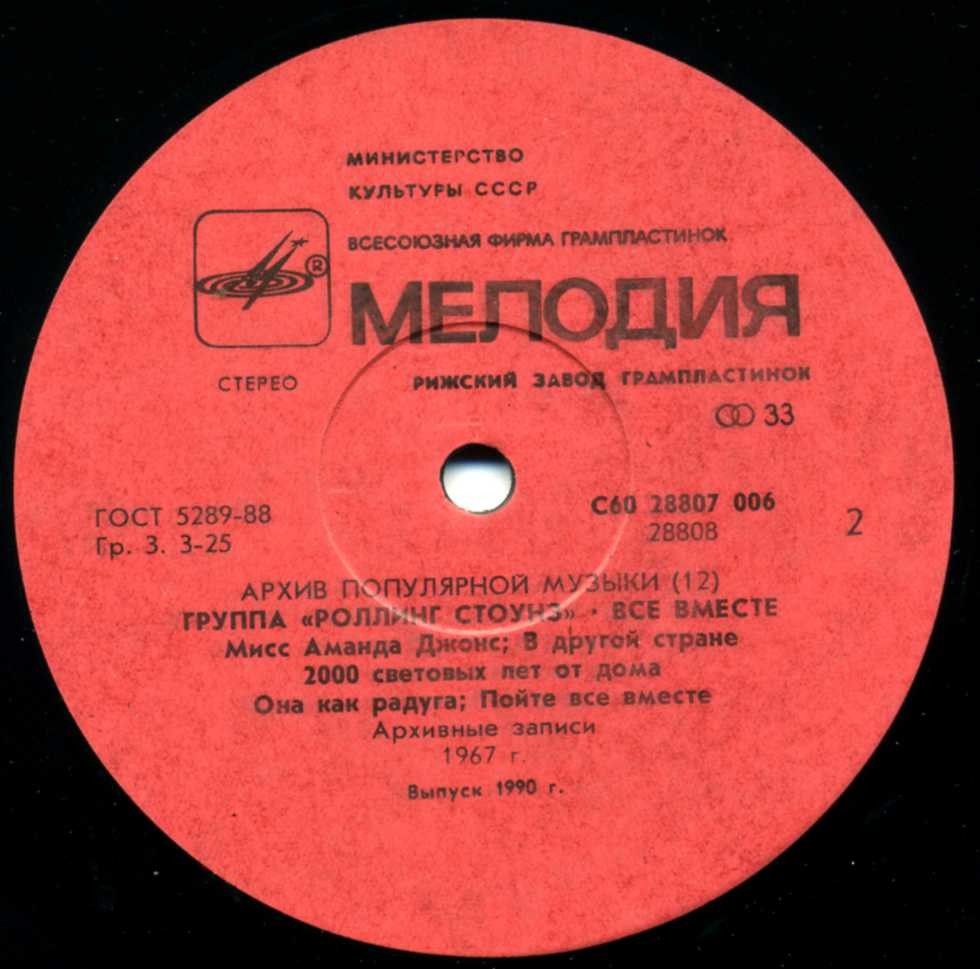 МИНИСТЕРСТВО
КУЛЬТУРЫ СССР
ВСЕСОЮЗНАЯ ФИРМА ГРАМПЛАСТИНОК
®
МЕЛОДИЯ
СТЕРЕО
РИЖСКИЙ ЗАВОД ГРАМПЛАСТИНОК
33
ГОСТ 5289-88
Гр. 3. 3-25
С60 28807 006
28808
2
АРХИВ ПОПУЛЯРНОЙ МУЗЫКИ (12)
ГРУППА «РОЛЛИНГ СТОУНЗ» · ВСЕ ВМЕСТЕ
Мисс Аманда Джонс; В другой стране
2000 световых лет от дома
Она как радуга; Пойте все вместе
Архивные записи
1967 г.
Выпуск 1990 г.